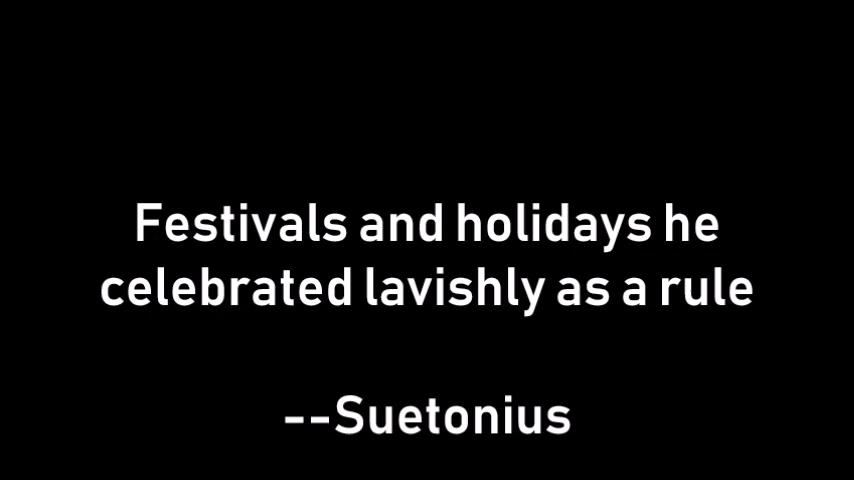 Festivals and holidays he
celebrated lavishly as a rule
--Suetonius